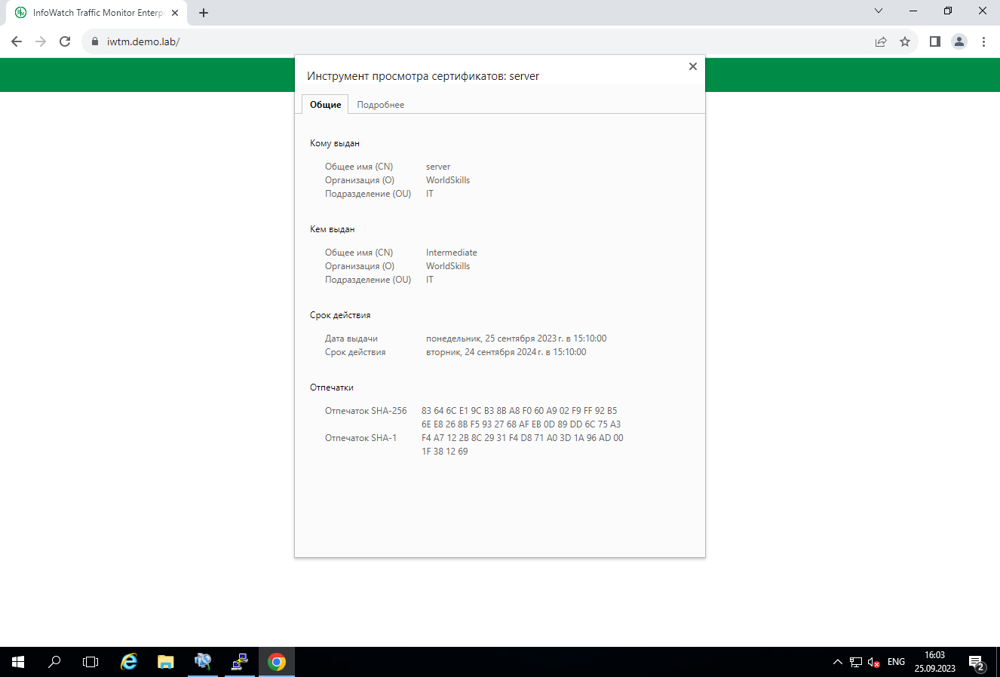 InfoWatch Traffic Monitor Enterp
iwtm.demo.lab/
Инструмент просмотра сертификатов: server
Общие Подробнее
Кому выдан
Общее имя (CN) server
Организация (O) WorldSkills
Подразделение (OU) IT
Кем выдан
Общее имя (CN) Intermediate
Организация (O) WorldSkills
Подразделение (OU) IT
Срок действия
Дата выдачи понедельник, 25 сентября 2023 г. в 15:10:00
Срок действия вторник, 24 сентября 2024 г. в 15:10:00
Отпечатки
Отпечаток SHA-256 83 64 6C E1 9C B3 8B A8 F0 60 A9 02 F9 FF 92 B5
6E E8 26 8B F5 93 27 68 AF EB 0D 89 DD 6C 75 A3
Отпечаток SHA-1 F4 A7 12 2B 8C 29 31 F4 D8 71 A0 3D 1A 96 AD 00
1F 38 12 69
ENG
16:03
25.09.2023
2